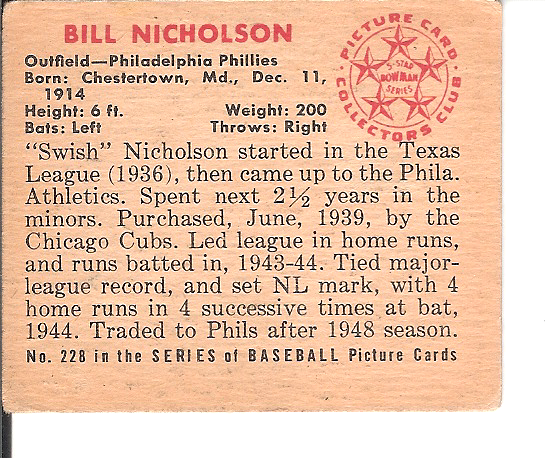 BILL NICHOLSON
Outfield—Philadelphia Phillies
Born: Chestertown, Md., Dec. 11,
1914
Height: 6 ft. Weight: 200
Bats: Left Throws: Right
PICTURE CARD
COLLECTORS CLUB
5-STAR
BOWMAN
SERIES
"Swish" Nicholson started in the Texas
League (1936), then came up to the Phila.
Athletics. Spent next 2½ years in the
minors. Purchased, June, 1939, by the
Chicago Cubs. Led league in home runs,
and runs batted in, 1943-44. Tied major-
league record, and set NL mark, with 4
home runs in 4 successive times at bat,
1944. Traded to Phils after 1948 season.
No. 228 in the SERIES of BASEBALL Picture Cards